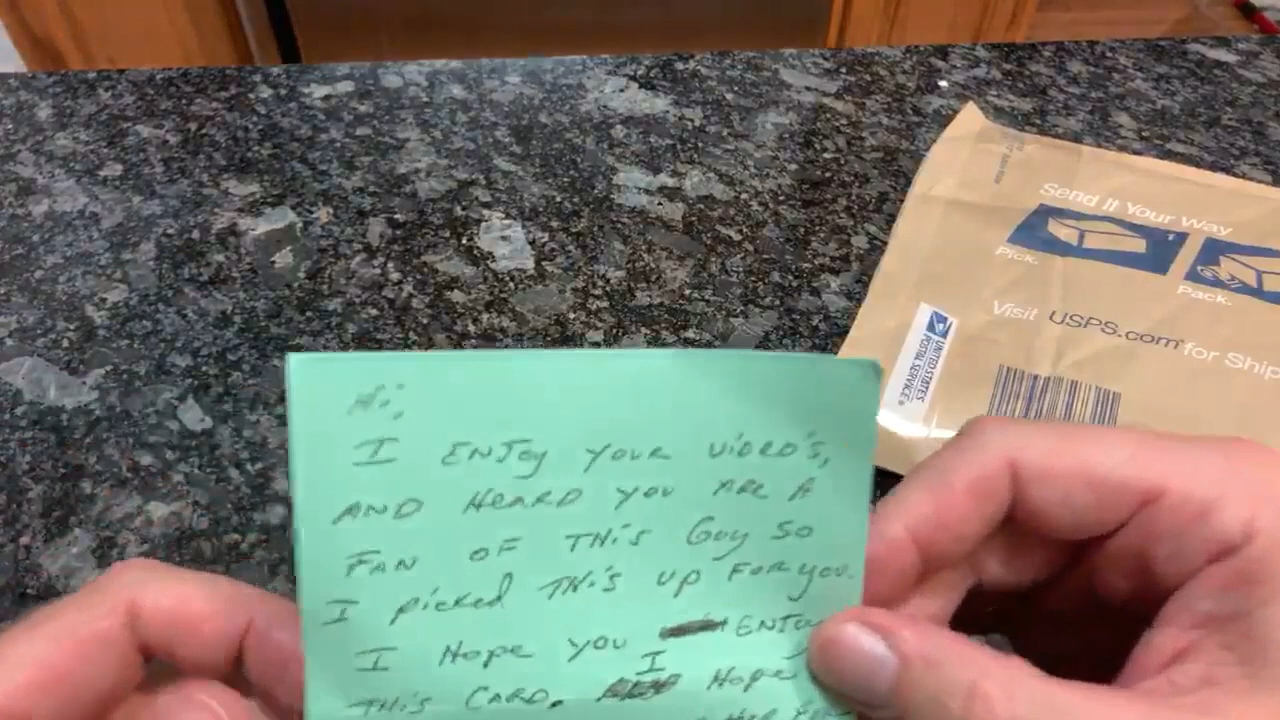 Send It Your Way
1
Pick.
Pack.
Visit USPS.com® for Ship
UNITED STATES
POSTAL SERVICE®
Hi,
I ENJoy YOUR ViDEO'S,
AND HEARD YOU ARE A
FAN OF THiS Guy SO
I picked THiS UP FOR you.
I Hope you ENJoy
THiS CARD. I Hope